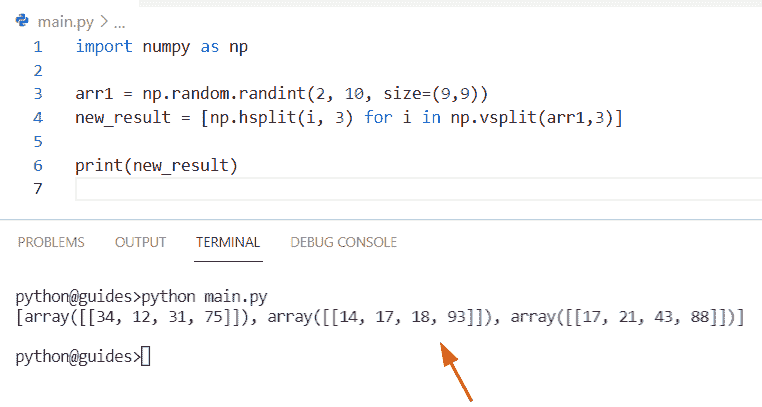 main.py > ...
1 import numpy as np
2
3 arr1 = np.random.randint(2, 10, size=(9,9))
4 new_result = [np.hsplit(i, 3) for i in np.vsplit(arr1,3)]
5
6 print(new_result)
7
PROBLEMS OUTPUT TERMINAL DEBUG CONSOLE
python@guides>python main.py
[array([[34, 12, 31, 75]]), array([[14, 17, 18, 93]]), array([[17, 21, 43, 88]])]
python@guides>